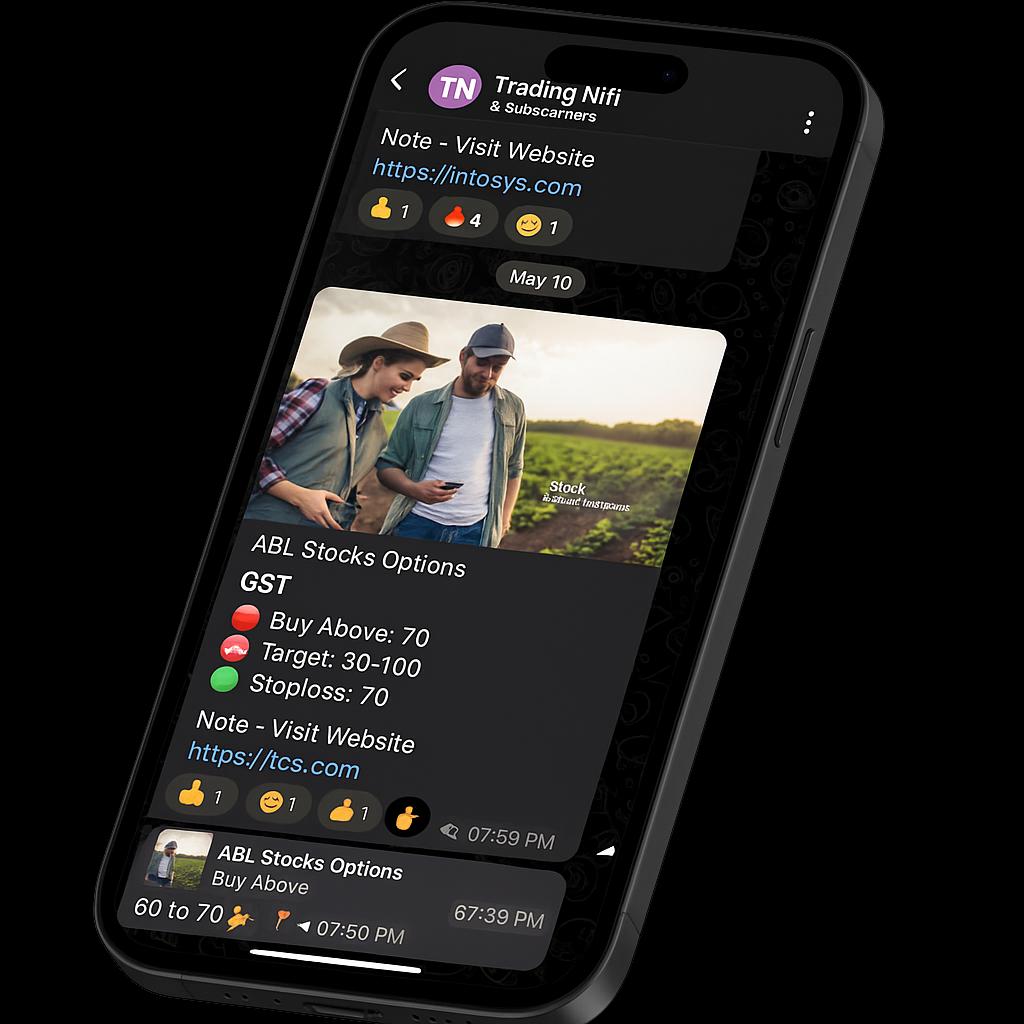 TN
Trading Nifi
& Subscarners
Note - Visit Website
https://intosys.com
1
4
1
May 10
Stock
ABL Stocks Options
GST
Buy Above: 70
Target: 30-100
Stoploss: 70
Note - Visit Website
https://tcs.com
1
1
1
07:59 PM
ABL Stocks Options
Buy Above
60 to 70
07:50 PM
67:39 PM